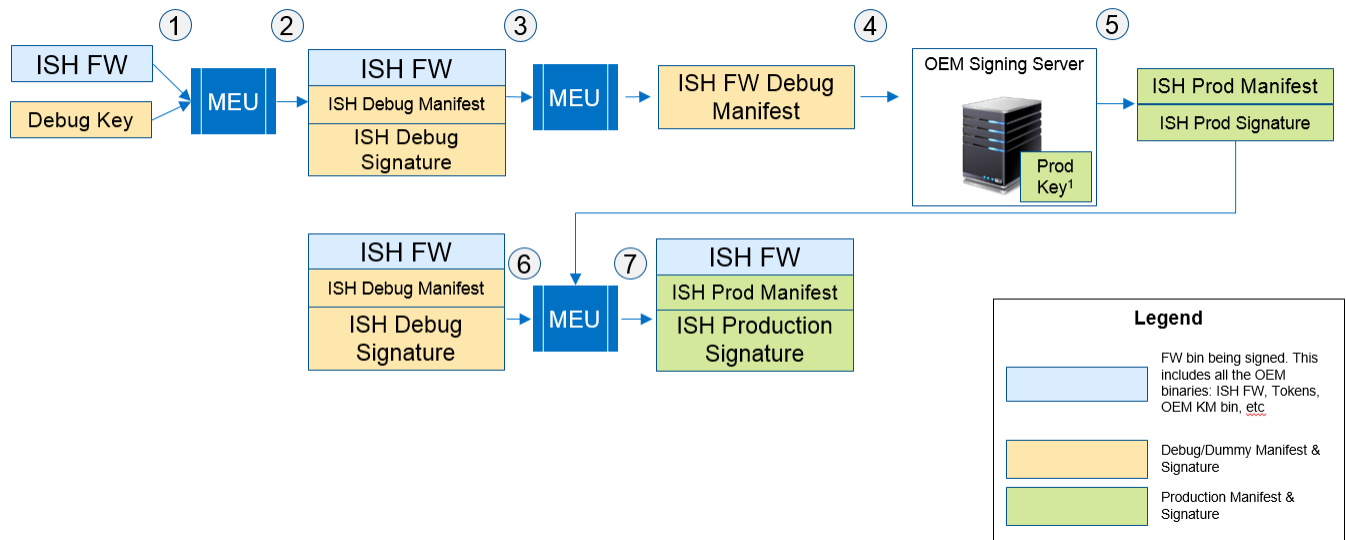 1
2
3
4
5
ISH FW
Debug Key
MEU
ISH FW
ISH Debug Manifest
ISH Debug
Signature
MEU
ISH FW Debug
Manifest
OEM Signing Server
Prod
Key¹
ISH Prod Manifest
ISH Prod Signature
6
7
ISH FW
ISH Debug Manifest
ISH Debug
Signature
MEU
ISH FW
ISH Prod Manifest
ISH Production
Signature
Legend
FW bin being signed. This
includes all the OEM
binaries: ISH FW, Tokens,
OEM KM bin, etc
Debug/Dummy Manifest &
Signature
Production Manifest &
Signature